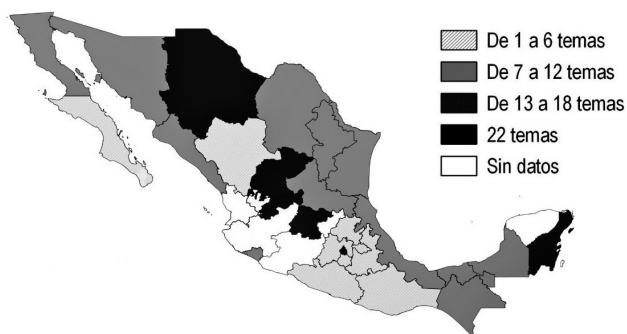 De 1 a 6 temas
De 7 a 12 temas
De 13 a 18 temas
22 temas
Sin datos